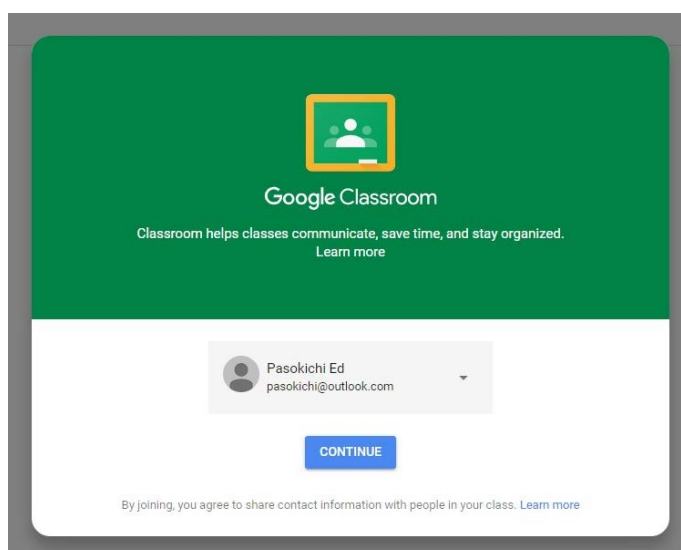 Google Classroom
Classroom helps classes communicate, save time, and stay organized.
Learn more
Pasokichi Ed
pasokichi@outlook.com
CONTINUE
By joining, you agree to share contact information with people in your class. Learn more